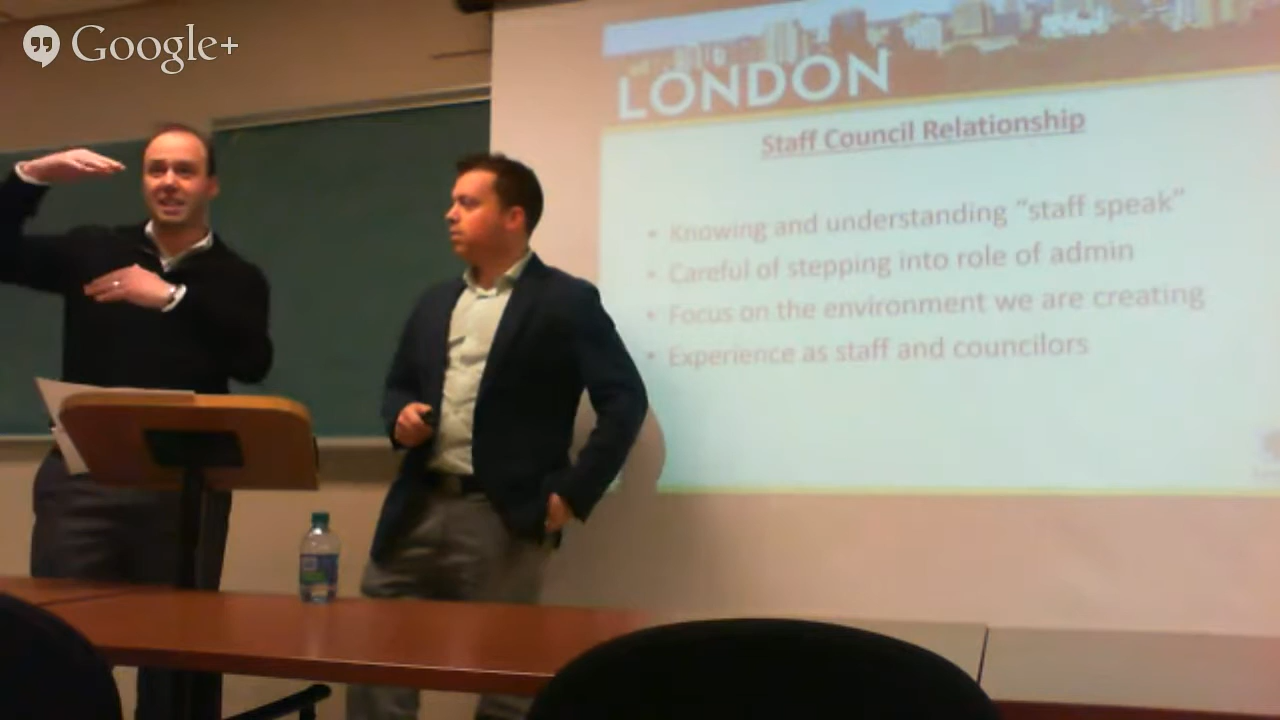 Google+
LONDON
Staff Council Relationship
• Knowing and understanding “staff speak”
• Careful of stepping into role of admin
• Focus on the environment we are creating
• Experience as staff and councilors